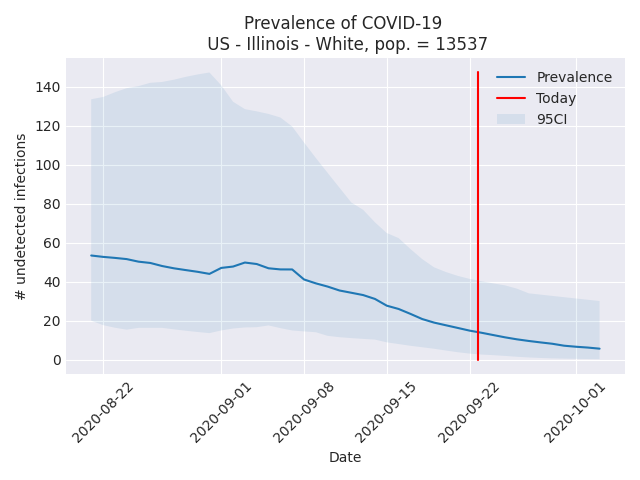 Prevalence of COVID-19
US - Illinois - White, pop. = 13537
Prevalence
Today
95CI
# undetected infections
140
120
100
80
60
40
20
0
2020-08-22
2020-09-01
2020-09-08
2020-09-15
2020-09-22
2020-10-01
Date